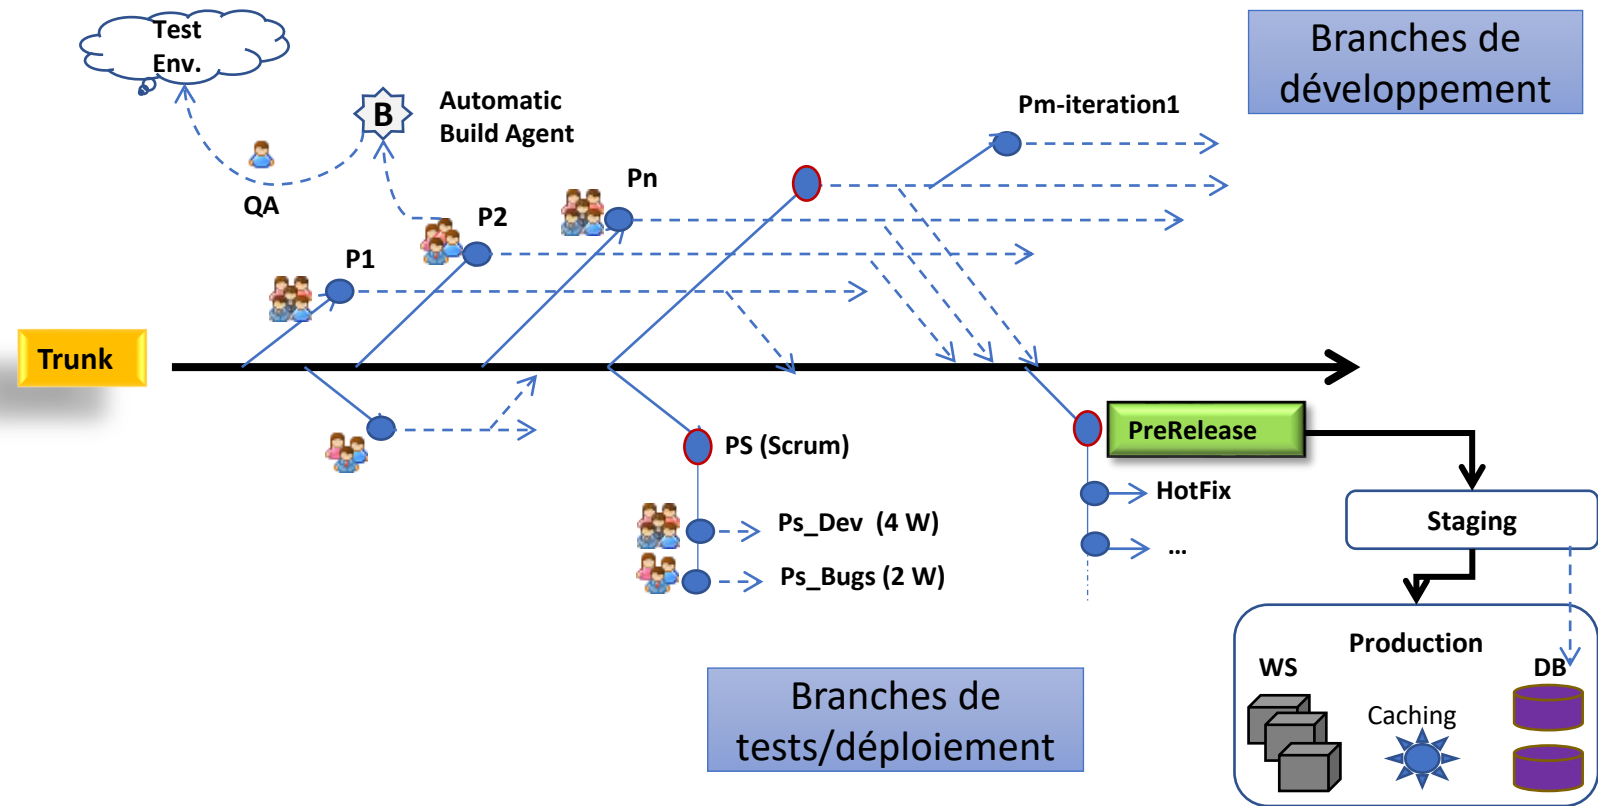 Test
Env.
Branches de
développement
B
Automatic
Build Agent
Pm-iteration1
QA
Pn
P2
P1
Trunk
PS (Scrum)
PreRelease
HotFix
...
Ps_Dev (4 W)
Ps_Bugs (2 W)
Staging
Production
WS
DB
Caching
Branches de
tests/déploiement